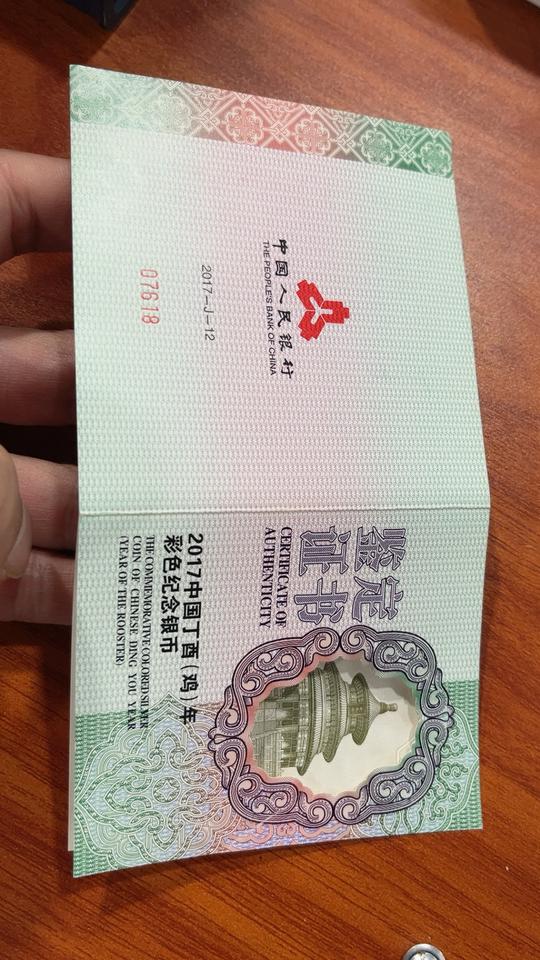 中国人民银行
THE PEOPLE'S BANK OF CHINA
2017—J—12
07618
鉴定
证书
CERTIFICATE OF
AUTHENTICITY
2017中国丁酉(鸡)年
彩色纪念银币
THE COMMEMORATIVE COLORED SILVER
COIN OF CHINESE DING YOU YEAR
(YEAR OF THE ROOSTER)